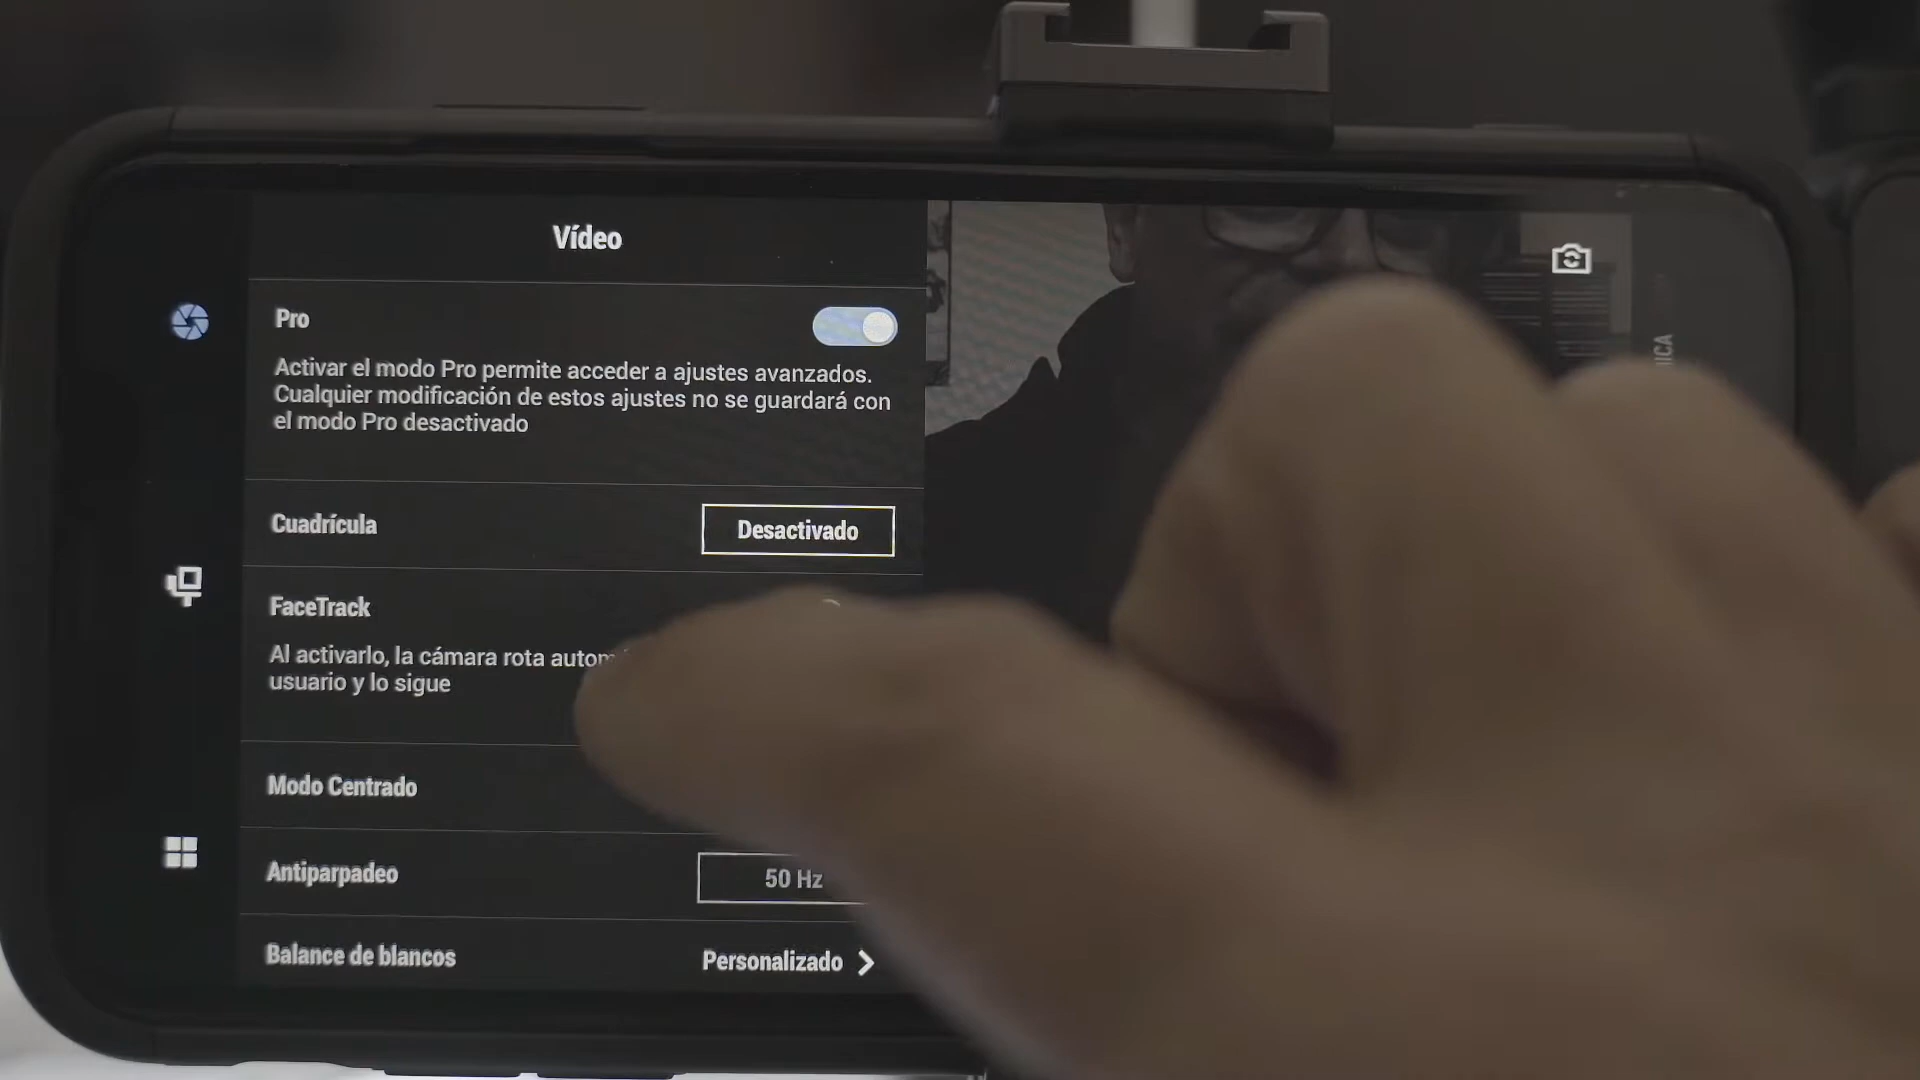 Vídeo
Pro
Activar el modo Pro permite acceder a ajustes avanzados.
Cualquier modificación de estos ajustes no se guardará con
el modo Pro desactivado
Cuadrícula
Desactivado
FaceTrack
Al activarlo, la cámara rota
usuario y lo sigue
Modo Centrado
Antiparpadeo
50 Hz
Balance de blancos
Personalizado